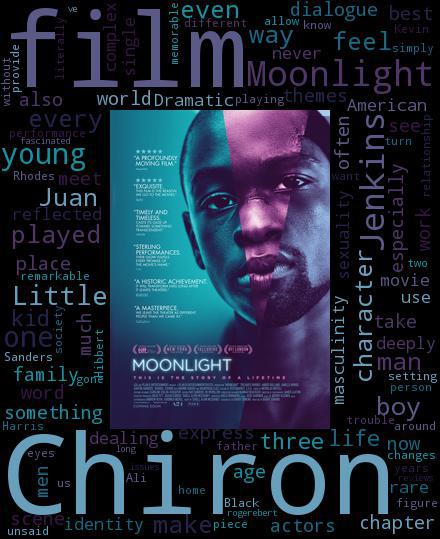 film
ve
literally
complex
single
even
different
memorable
dialogue
allow
know
way
feel
best
Kevin
simply
without
provide
never
Moonlight
also
world
Dramatic
playing
themes
American
every
performance
fascinated
young
Rhodes
meet
Juan
reflected
played
place
remarkable
Little
kid
one
society
much
Hibbert
Sanders
family
gone
word
something
Harris
often
want
sexuality
masculinity
Jenkins
character
see
turn
especially
work
relationship
two
movie
use
take
deeply
man
setting
person
boy
trouble
around
★★★★★
"A PROFOUNDLY
MOVING FILM."
★★★★★
"EXQUISITE.
"TIMELY AND
TIMELESS.
"STERLING
PERFORMANCES.
"A HISTORIC ACHIEVEMENT.
"A MASTERPIECE.
MOONLIGHT
THIS IS THE STORY OF A LIFETIME
COMING SOON
Chiron
dealing
express
long
father
three
life
now
changes
eyes
men
us
issues
Ali
home
age
Black
years
reviews
rare
figure
rogerebert
scene
unsaid
identity
make
piece
actors
chapter